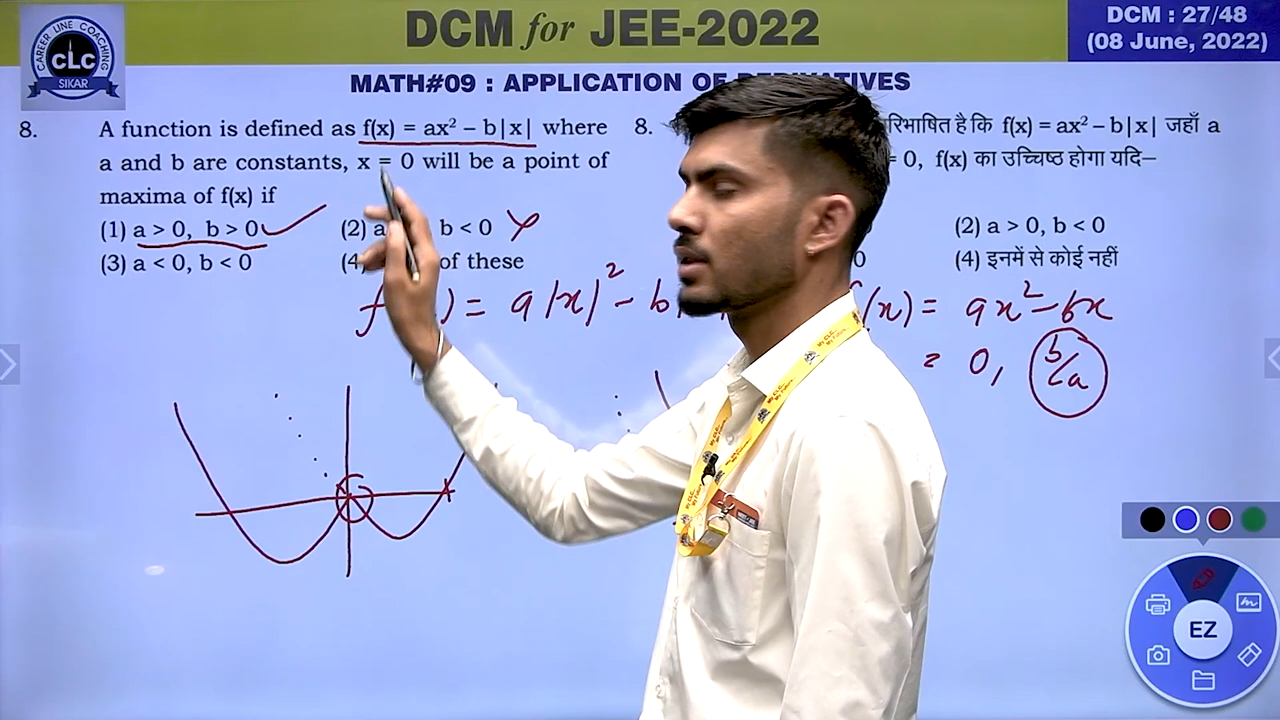 DCM for JEE-2022
DCM : 27/48
(08 June, 2022)
CAREER LINE COACHING
CLC
SIKAR
MATH#09 : APPLICATION OF DERIVATIVES
8. A function is defined as f(x) = ax² – b|x| where
a and b are constants, x = 0 will be a point of
maxima of f(x) if
(1) a > 0, b > 0 (2) a b < 0
(3) a < 0, b < 0 (4) of these
8. रिभाषित है कि f(x) = ax² – b|x| जहाँ a
= 0, f(x) का उच्चिष्ठ होगा यदि–
(2) a > 0, b < 0
0 (4) इनमें से कोई नहीं
f ) = a|x|² – b
(x) = ax² – bx
= 0, b/a
EZ